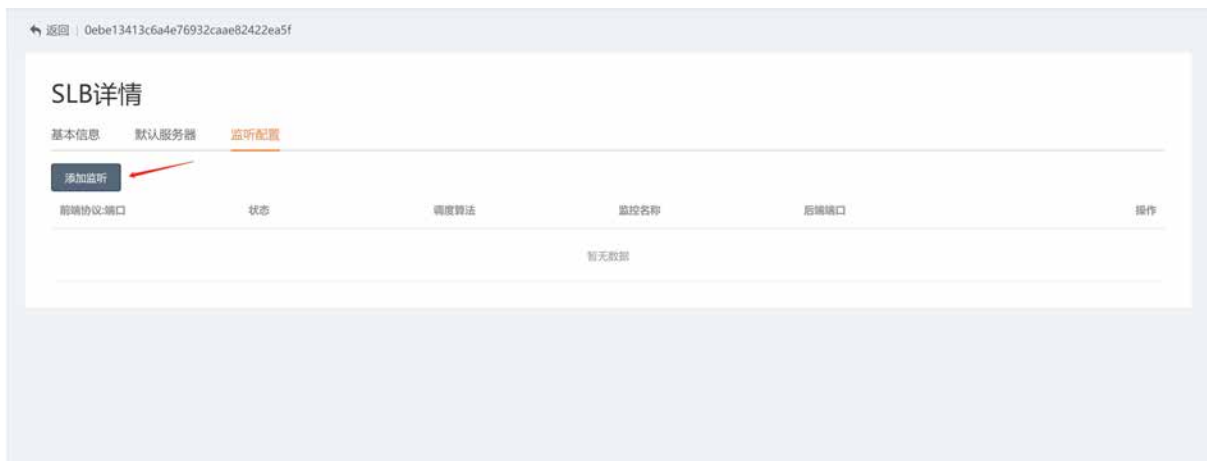 返回 | 0ebe13413c6a4e76932caae82422ea5f
SLB详情
基本信息 默认服务器 监听配置
添加监听
前端协议:端口 状态 调度算法 监控名称 后端端口 操作
暂无数据